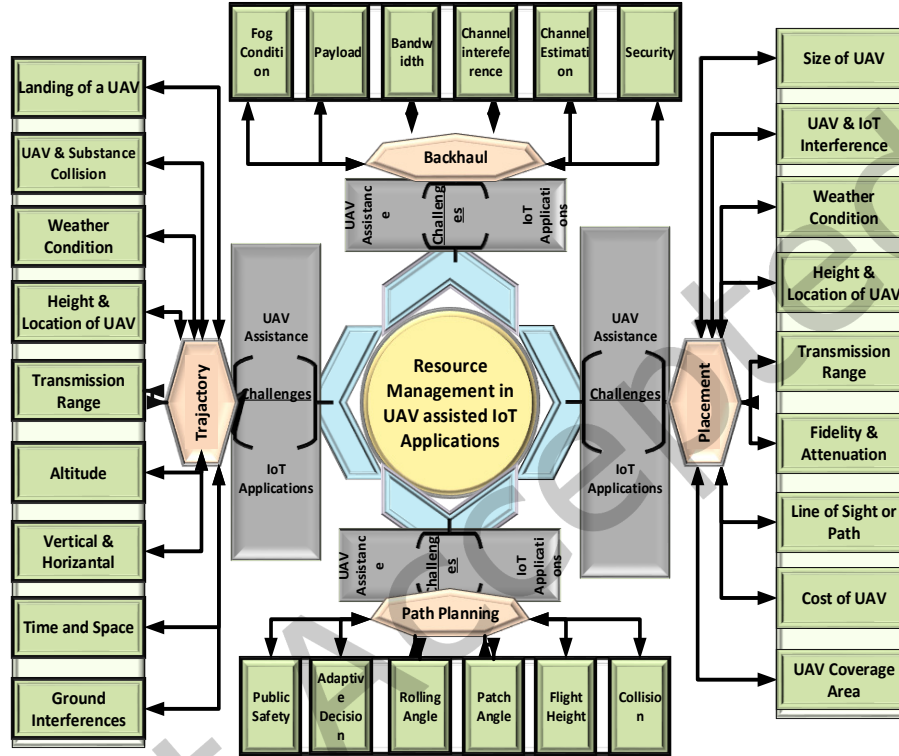 Fog
Conditi
on
Payload
Bandw
idth
Channel
interefe
rence
Channel
Estimati
on
Security
Backhaul
UAV
Assistanc
e
Challeng
es
IoT
Applicati
ons
Landing of a UAV
UAV & Substance
Collision
Weather
Condition
Height &
Location of UAV
Transmission
Range
Altitude
Vertical &
Horizantal
Time and Space
Ground
Interferences
Trajactory
UAV
Assistance
Challenges
IoT
Applications
Resource
Management in
UAV assisted IoT
Applications
UAV
Assistance
Challenges
IoT
Applications
Placement
Size of UAV
UAV & IoT
Interference
Weather
Condition
Height &
Location of UAV
Transmission
Range
Fidelity &
Attenuation
Line of Sight or
Path
Cost of UAV
UAV Coverage
Area
UAV
Assistanc
e
Challeng
es
IoT
Applicati
ons
Path Planning
Public
Safety
Adaptiv
e
Decisio
n
Rolling
Angle
Patch
Angle
Flight
Height
Collisio
n
Accepted